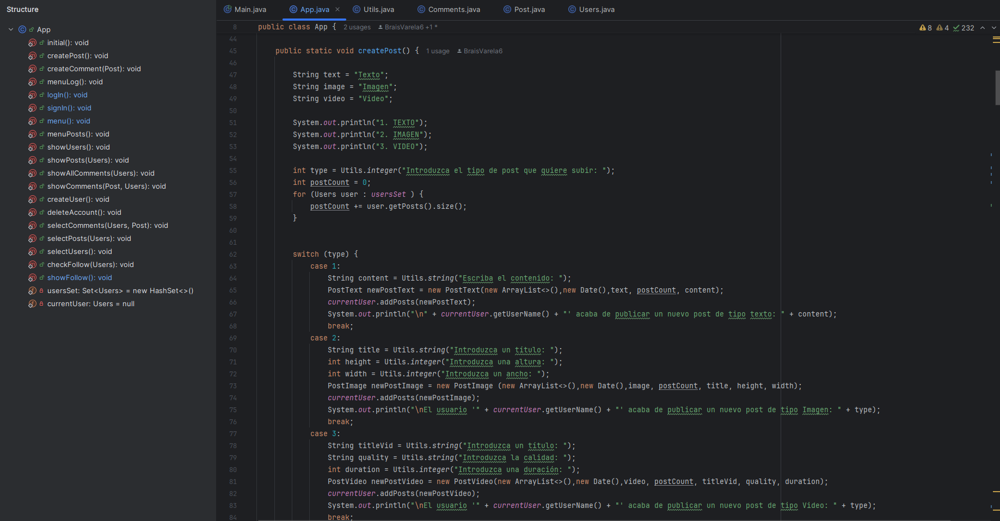 Structure
App
initial(): void
createPost(): void
createComment(Post): void
menuLog(): void
logIn(): void
signIn(): void
menu(): void
menuPosts(): void
showUsers(): void
showPosts(Users): void
showAllComments(Users): void
showComments(Post, Users): void
createUser(): void
deleteAccount(): void
selectComments(Users, Post): void
selectPosts(Users): void
selectUsers(): void
checkFollow(Users): void
showFollow(): void
usersSet: Set<Users> = new HashSet<>()
currentUser: Users = null
Main.java App.java Utils.java Comments.java Post.java Users.java
8 public class App { 2 usages BraisVarela6 +1 * 8 4 232
44
45 public static void createPost() { 1 usage BraisVarela6
46
47 String text = "Texto";
48 String image = "Imagen";
49 String video = "Video";
50
51 System.out.println("1. TEXTO");
52 System.out.println("2. IMAGEN");
53 System.out.println("3. VIDEO");
54
55 int type = Utils.integer("Introduzca el tipo de post que quiere subir: ");
56 int postCount = 0;
57 for (Users user : usersSet ) {
58 postCount += user.getPosts().size();
59 }
60
61
62 switch (type) {
63 case 1:
64 String content = Utils.string("Escriba el contenido: ");
65 PostText newPostText = new PostText(new ArrayList<>(),new Date(),text, postCount, content);
66 currentUser.addPosts(newPostText);
67 System.out.println("\n" + currentUser.getUserName() + "' acaba de publicar un nuevo post de tipo texto: " + content);
68 break;
69 case 2:
70 String title = Utils.string("Introduzca un título: ");
71 int height = Utils.integer("Introduzca una altura: ");
72 int width = Utils.integer("Introduzca un ancho: ");
73 PostImage newPostImage = new PostImage (new ArrayList<>(),new Date(),image, postCount, title, height, width);
74 currentUser.addPosts(newPostImage);
75 System.out.println("\nEl usuario '" + currentUser.getUserName() + "' acaba de publicar un nuevo post de tipo Imagen: " + type);
76 break;
77 case 3:
78 String titleVid = Utils.string("Introduzca un título: ");
79 String quality = Utils.string("Introduzca la calidad: ");
80 int duration = Utils.integer("Introduzca una duración: ");
81 PostVideo newPostVideo = new PostVideo(new ArrayList<>(),new Date(),video, postCount, titleVid, quality, duration);
82 currentUser.addPosts(newPostVideo);
83 System.out.println("\nEl usuario '" + currentUser.getUserName() + "' acaba de publicar un nuevo post de tipo Video: " + type);
84 break;